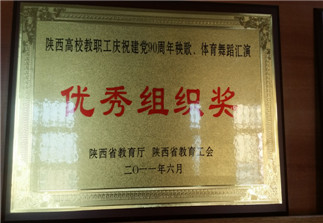 陕西高校教职工庆祝建党90周年秧歌、体育舞蹈汇演
优秀组织奖
陕西省教育厅 陕西省教育工会
二〇一一年六月